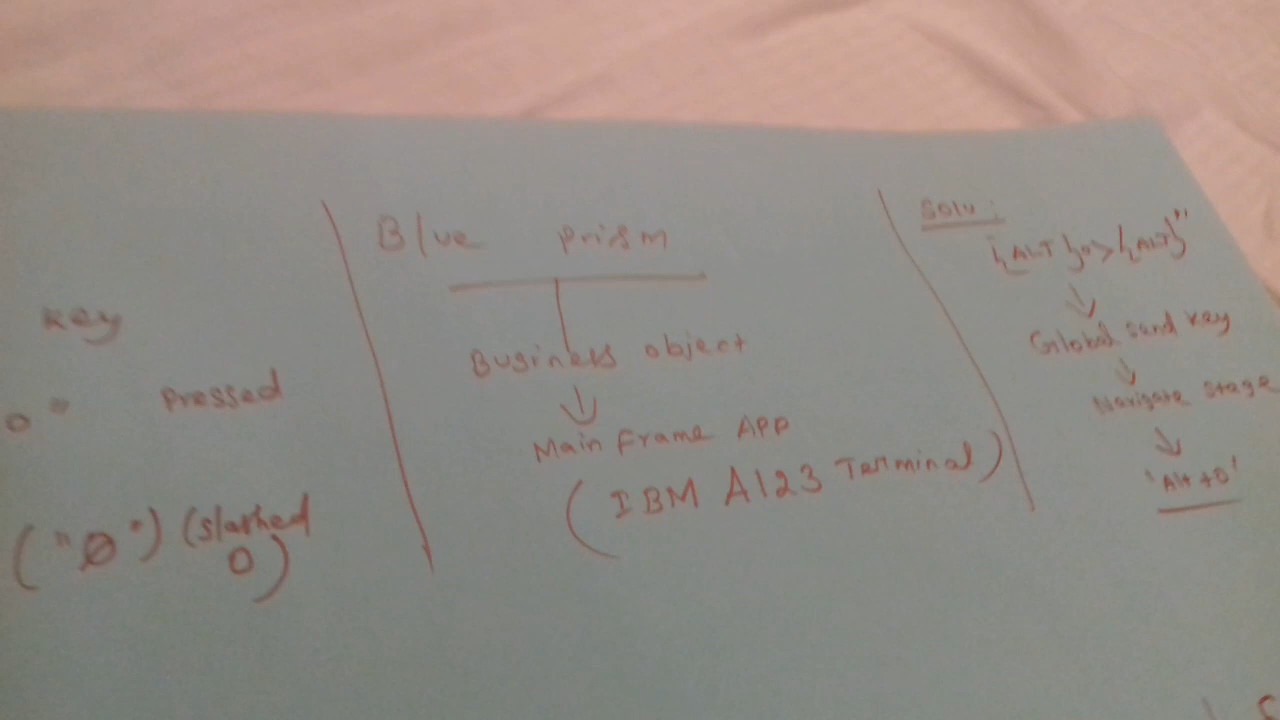 Key
0" Pressed
("Ø") (slashed
0)
Blue Prism
Business object
↓
Main Frame APP
(IBM A123 Terminal)
Solu :
{ALT}0>{ALT}"
↓
Global Send Key
↓
Navigate Stage
↓
'Alt+0'